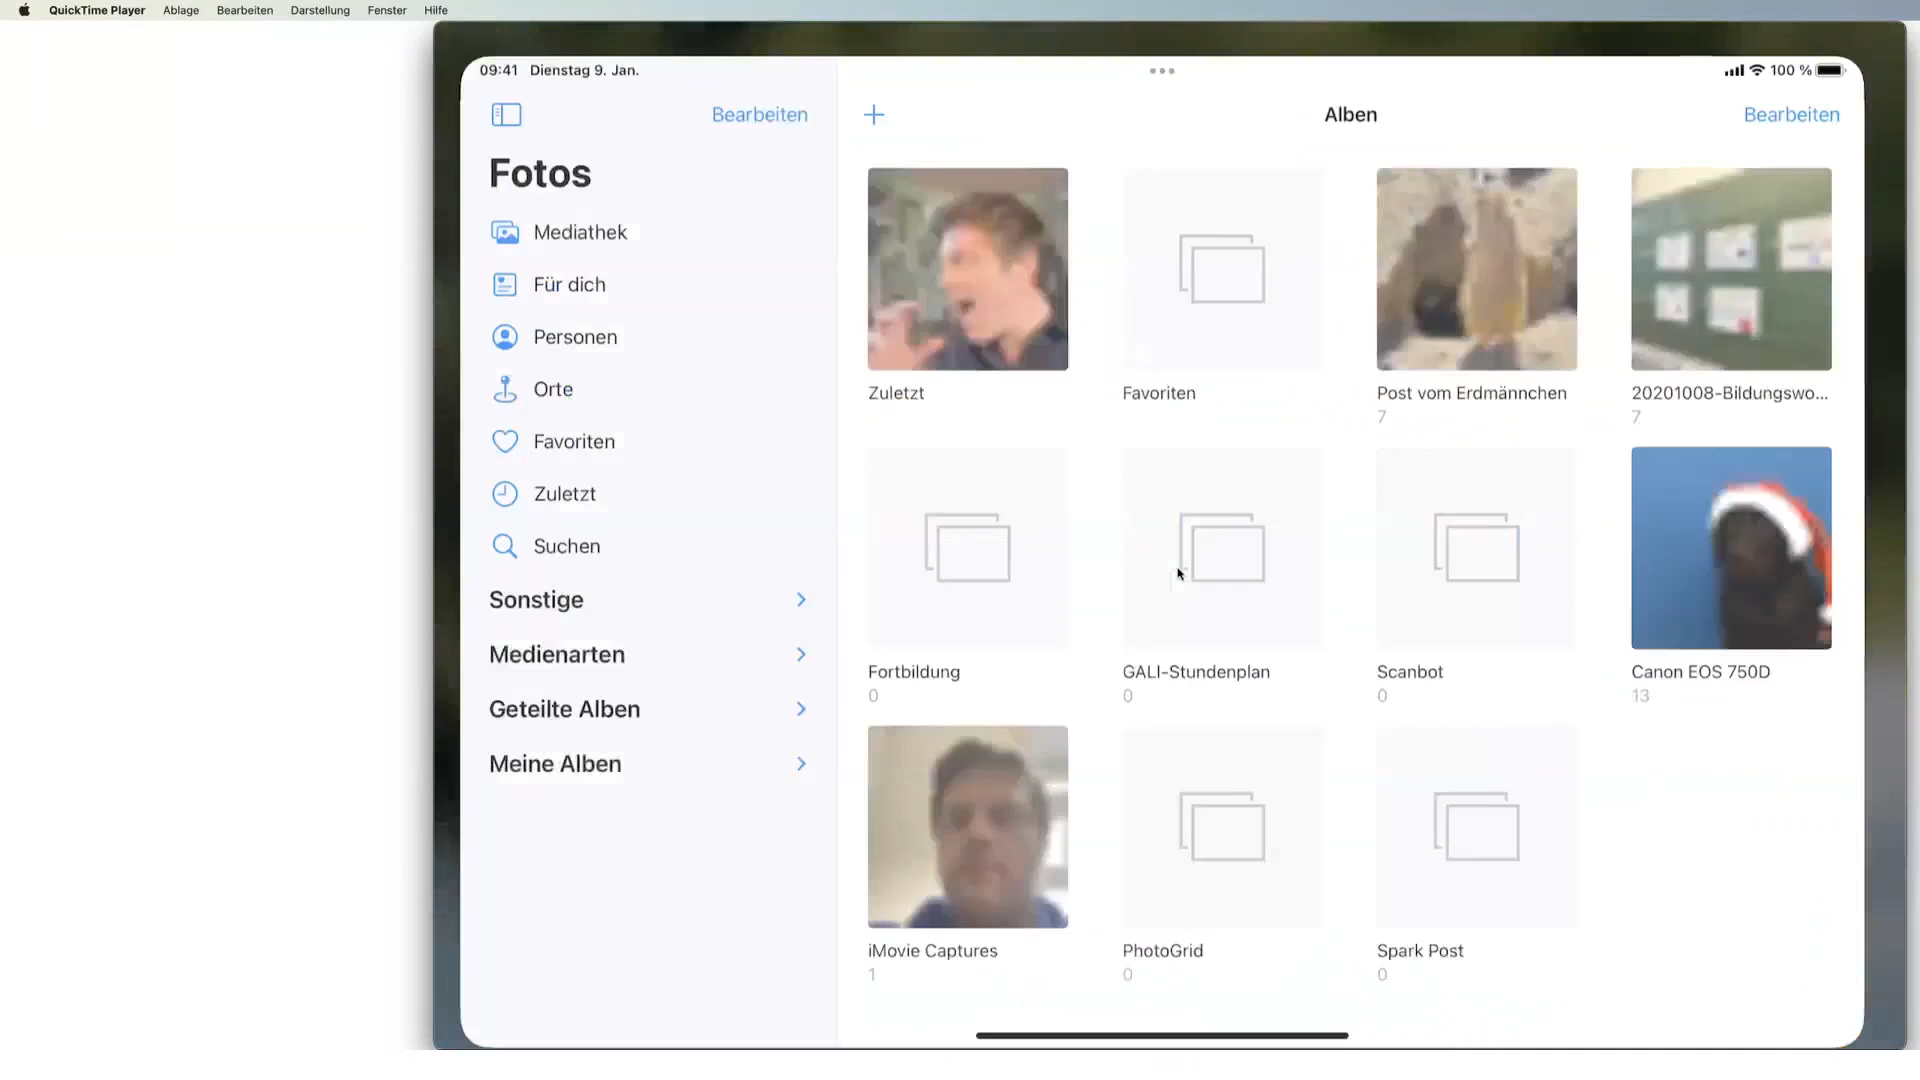 QuickTime Player Ablage Bearbeiten Darstellung Fenster Hilfe
09:41 Dienstag 9. Jan.
100 %
Bearbeiten
Alben
Bearbeiten
Fotos
Mediathek
Für dich
Personen
Orte
Favoriten
Zuletzt
Suchen
Sonstige
Medienarten
Geteilte Alben
Meine Alben
Zuletzt
Favoriten
Post vom Erdmännchen
7
20201008-Bildungswo...
7
Fortbildung
0
GALI-Stundenplan
0
Scanbot
0
Canon EOS 750D
13
iMovie Captures
1
PhotoGrid
0
Spark Post
0